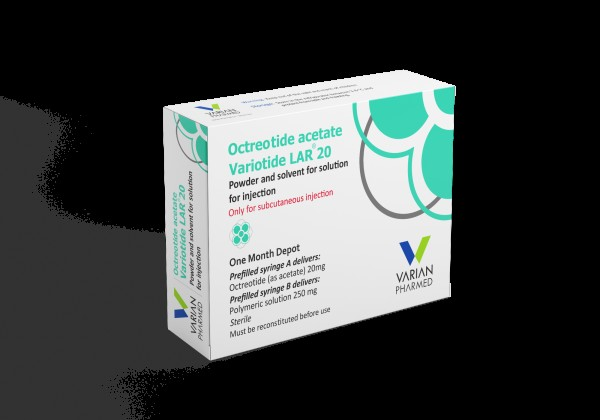 VARIAN
PHARMED
Octreotide acetate
Variotide LAR® 20
Powder and solvent for solution
for injection
Only for subcutaneous injection
One Month Depot
Prefilled syringe A delivers:
Octreotide (as acetate) 20mg
Prefilled syringe B delivers:
Polymeric solution 250 mg
Sterile
Must be reconstituted before use
VARIAN
PHARMED
Octreotide acetate
Variotide LAR® 20
Powder and solvent for solution
for injection
VARIAN
PHARMED